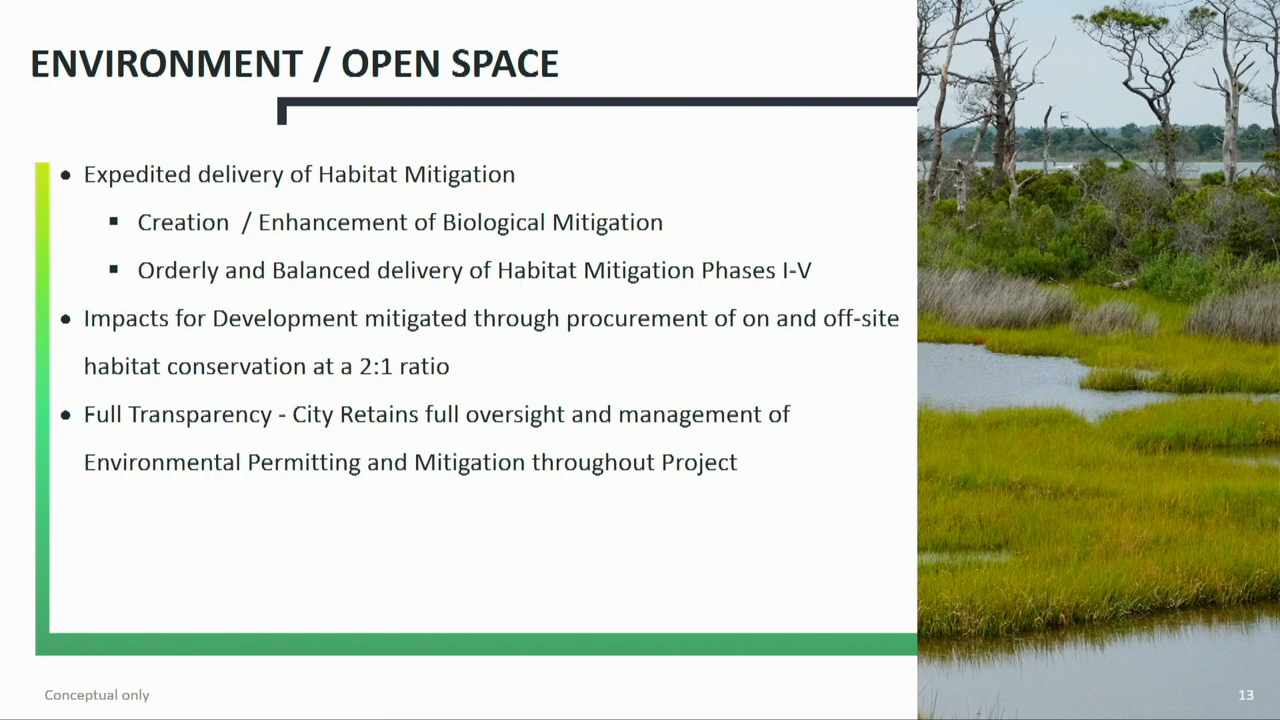 ENVIRONMENT / OPEN SPACE
• Expedited delivery of Habitat Mitigation
▪ Creation / Enhancement of Biological Mitigation
▪ Orderly and Balanced delivery of Habitat Mitigation Phases I-V
• Impacts for Development mitigated through procurement of on and off-site
habitat conservation at a 2:1 ratio
• Full Transparency - City Retains full oversight and management of
Environmental Permitting and Mitigation throughout Project
Conceptual only
13